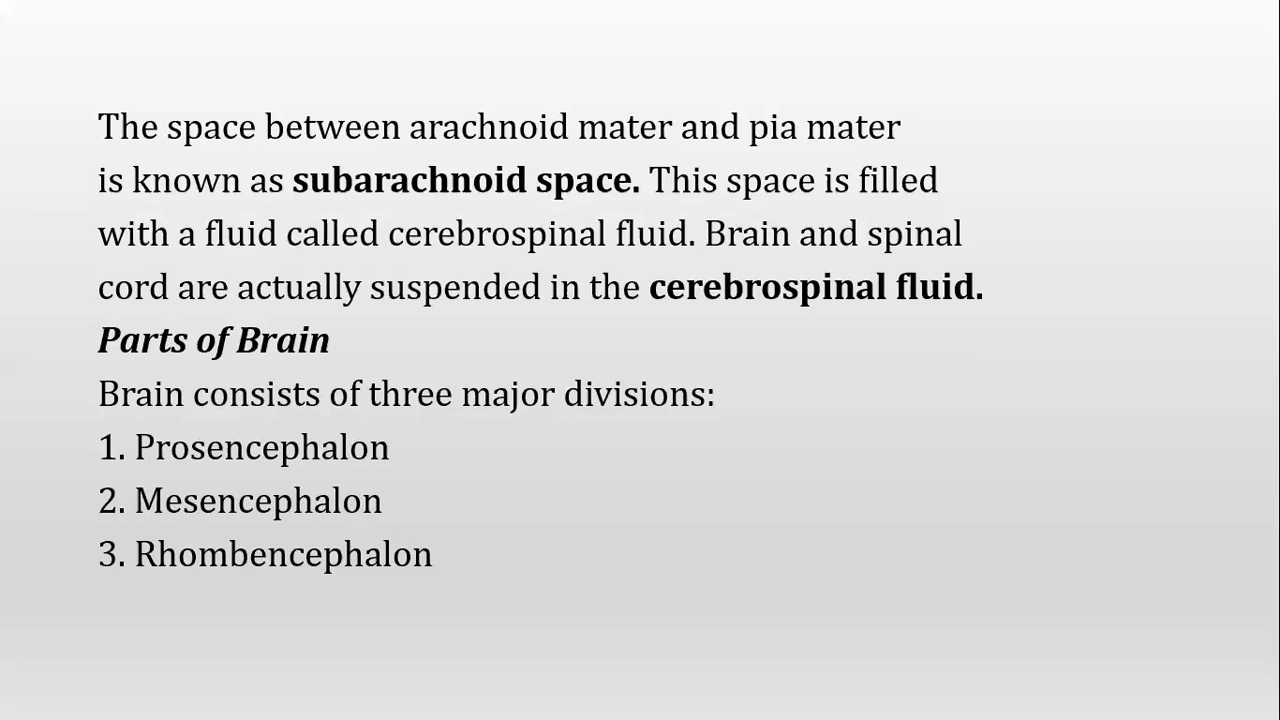 The space between arachnoid mater and pia mater
is known as subarachnoid space. This space is filled
with a fluid called cerebrospinal fluid. Brain and spinal
cord are actually suspended in the cerebrospinal fluid.
Parts of Brain
Brain consists of three major divisions:
1. Prosencephalon
2. Mesencephalon
3. Rhombencephalon